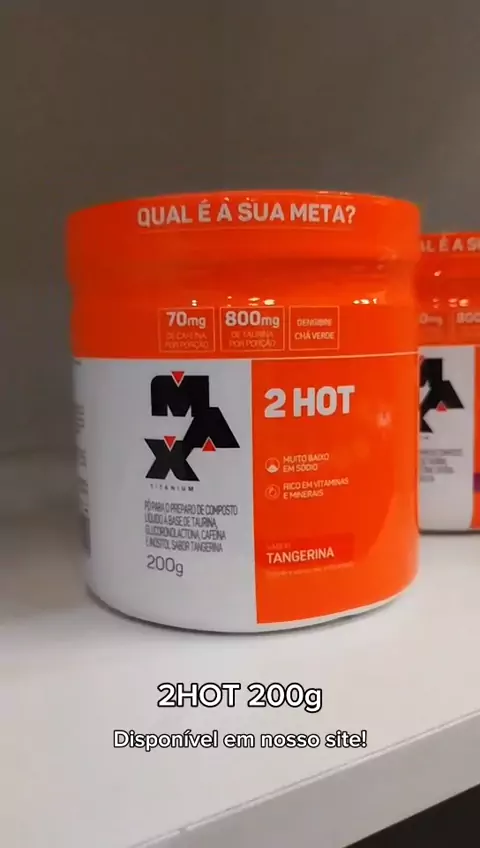 QUAL É A SUA META?
70mg
DE CAFEÍNA
POR PORÇÃO
800mg
DE TAURINA
POR PORÇÃO
GENGIBRE
CHÁ VERDE
MAX
TITANIUM
2 HOT
MUITO BAIXO
EM SÓDIO
RICO EM VITAMINAS
E MINERAIS
PÓ PARA O PREPARO DE COMPOSTO
LÍQUIDO À BASE DE TAURINA,
GLUCORONOLACTONA, CAFEÍNA
E INOSITOL SABOR TANGERINA
200g
SABOR
TANGERINA
2HOT 200g
Disponível em nosso site!